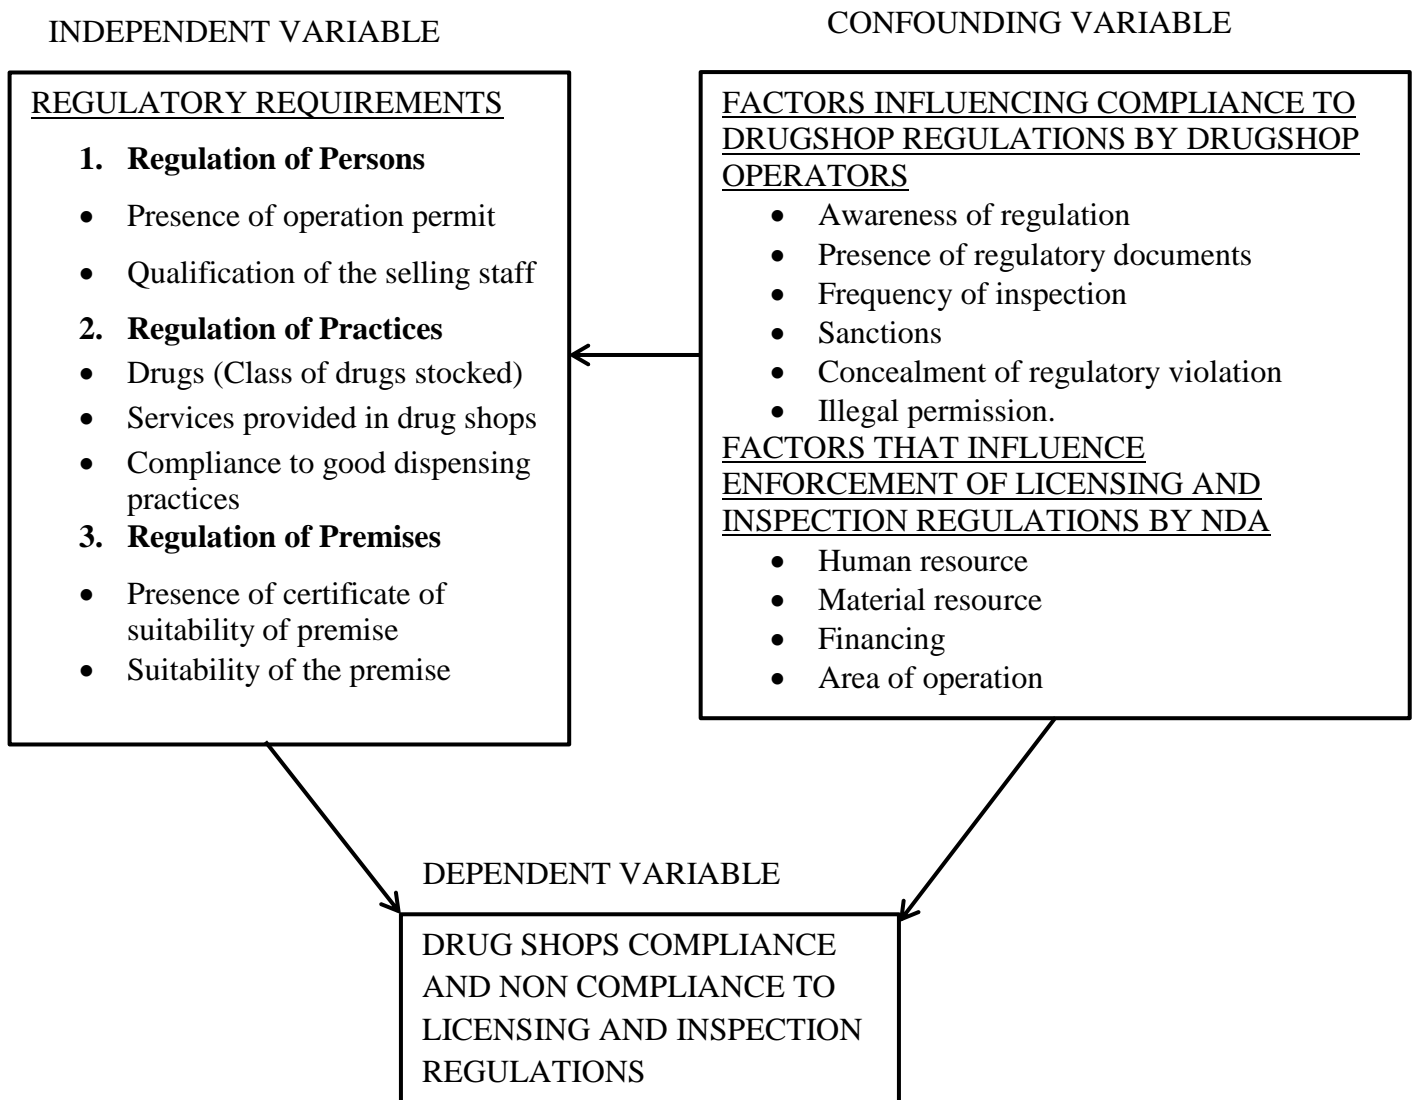 INDEPENDENT VARIABLE
REGULATORY REQUIREMENTS
1. Regulation of Persons
• Presence of operation permit
• Qualification of the selling staff
2. Regulation of Practices
• Drugs (Class of drugs stocked)
• Services provided in drug shops
• Compliance to good dispensing
practices
3. Regulation of Premises
• Presence of certificate of
suitability of premise
• Suitability of the premise
CONFOUNDING VARIABLE
FACTORS INFLUENCING COMPLIANCE TO
DRUGSHOP REGULATIONS BY DRUGSHOP
OPERATORS
• Awareness of regulation
• Presence of regulatory documents
• Frequency of inspection
• Sanctions
• Concealment of regulatory violation
• Illegal permission.
FACTORS THAT INFLUENCE
ENFORCEMENT OF LICENSING AND
INSPECTION REGULATIONS BY NDA
• Human resource
• Material resource
• Financing
• Area of operation
DEPENDENT VARIABLE
DRUG SHOPS COMPLIANCE
AND NON COMPLIANCE TO
LICENSING AND INSPECTION
REGULATIONS